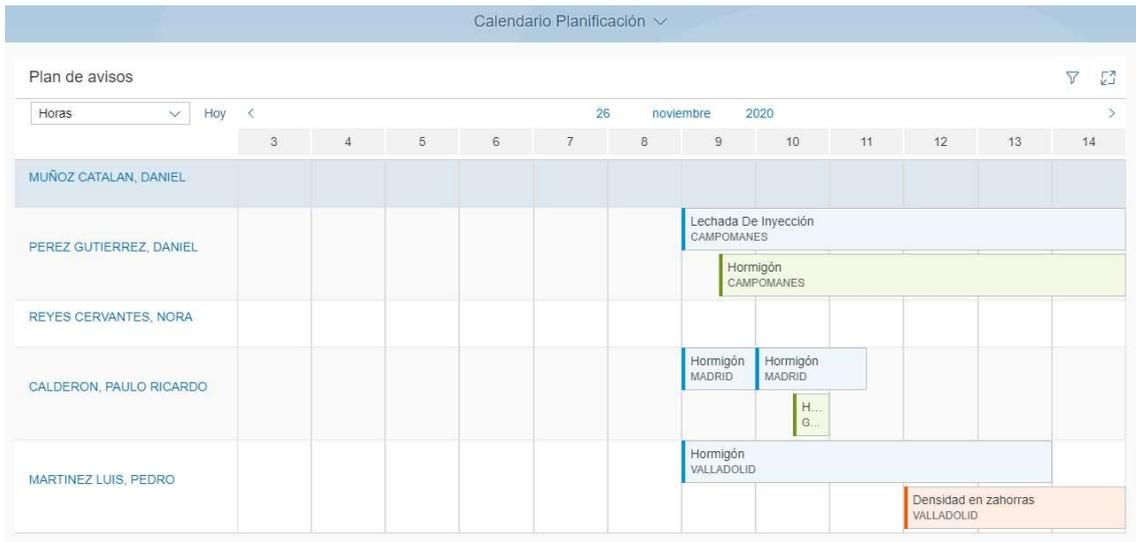 Calendario Planificación
Plan de avisos
Horas Hoy 26 noviembre 2020
3 4 5 6 7 8 9 10 11 12 13 14
MUÑOZ CATALAN, DANIEL
Lechada De Inyección
CAMPOMANES
PEREZ GUTIERREZ, DANIEL
Hormigón
CAMPOMANES
REYES CERVANTES, NORA
Hormigón Hormigón
MADRID MADRID
CALDERON, PAULO RICARDO
H...
G...
Hormigón
VALLADOLID
MARTINEZ LUIS, PEDRO
Densidad en zahorras
VALLADOLID